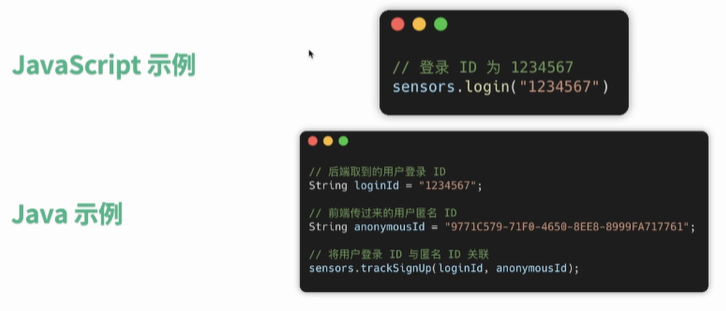 JavaScript 示例
// 登录 ID 为 1234567
sensors.login("1234567")
Java 示例
// 后端取到的用户登录 ID
String loginId = "1234567";
// 前端传过来的用户匿名 ID
String anonymousId = "9771C579-71F0-4650-8EE8-8999FA717761";
// 将用户登录 ID 与匿名 ID 关联
sensors.trackSignUp(loginId, anonymousId);